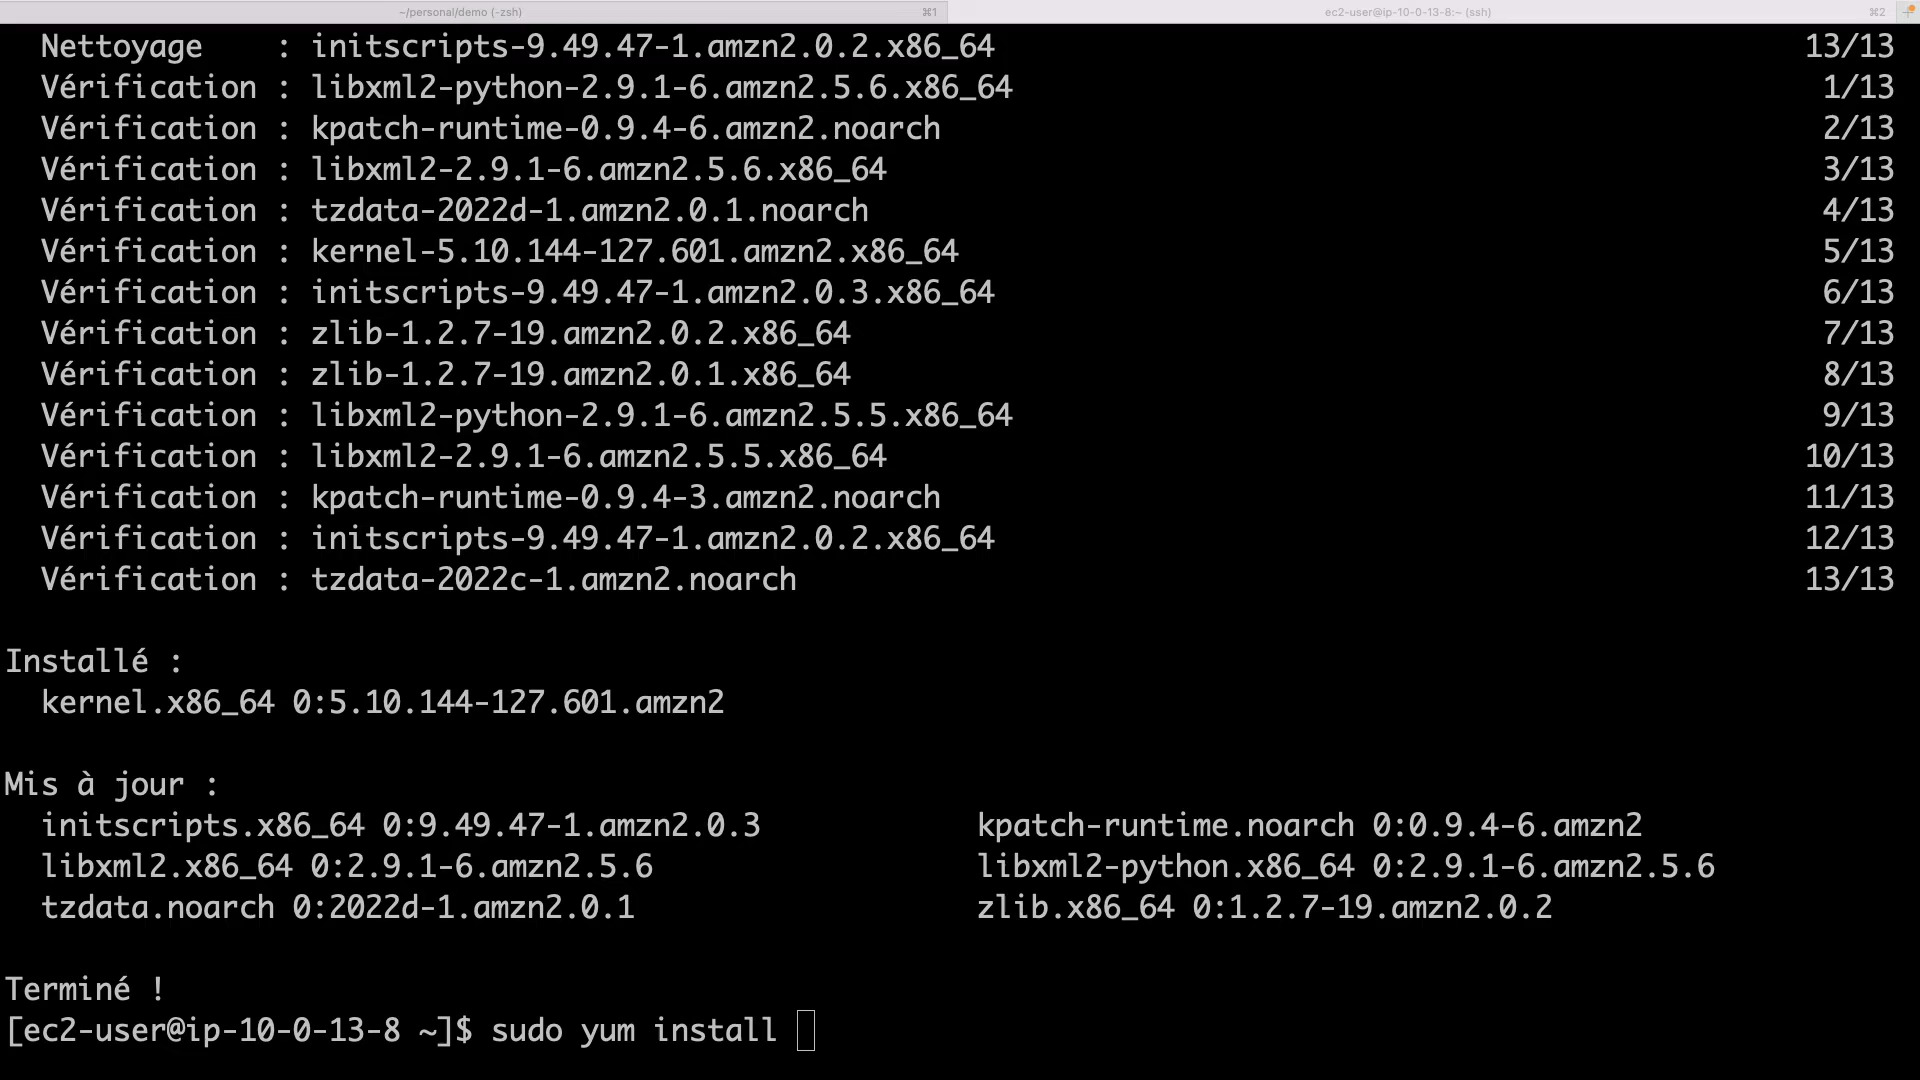 ~/personal/demo (-zsh) ⌘1 ec2-user@ip-10-0-13-8:~ (ssh) ⌘2
Nettoyage : initscripts-9.49.47-1.amzn2.0.2.x86_64 13/13
Vérification : libxml2-python-2.9.1-6.amzn2.5.6.x86_64 1/13
Vérification : kpatch-runtime-0.9.4-6.amzn2.noarch 2/13
Vérification : libxml2-2.9.1-6.amzn2.5.6.x86_64 3/13
Vérification : tzdata-2022d-1.amzn2.0.1.noarch 4/13
Vérification : kernel-5.10.144-127.601.amzn2.x86_64 5/13
Vérification : initscripts-9.49.47-1.amzn2.0.3.x86_64 6/13
Vérification : zlib-1.2.7-19.amzn2.0.2.x86_64 7/13
Vérification : zlib-1.2.7-19.amzn2.0.1.x86_64 8/13
Vérification : libxml2-python-2.9.1-6.amzn2.5.5.x86_64 9/13
Vérification : libxml2-2.9.1-6.amzn2.5.5.x86_64 10/13
Vérification : kpatch-runtime-0.9.4-3.amzn2.noarch 11/13
Vérification : initscripts-9.49.47-1.amzn2.0.2.x86_64 12/13
Vérification : tzdata-2022c-1.amzn2.noarch 13/13
Installé :
kernel.x86_64 0:5.10.144-127.601.amzn2
Mis à jour :
initscripts.x86_64 0:9.49.47-1.amzn2.0.3 kpatch-runtime.noarch 0:0.9.4-6.amzn2
libxml2.x86_64 0:2.9.1-6.amzn2.5.6 libxml2-python.x86_64 0:2.9.1-6.amzn2.5.6
tzdata.noarch 0:2022d-1.amzn2.0.1 zlib.x86_64 0:1.2.7-19.amzn2.0.2
Terminé !
[ec2-user@ip-10-0-13-8 ~]$ sudo yum install